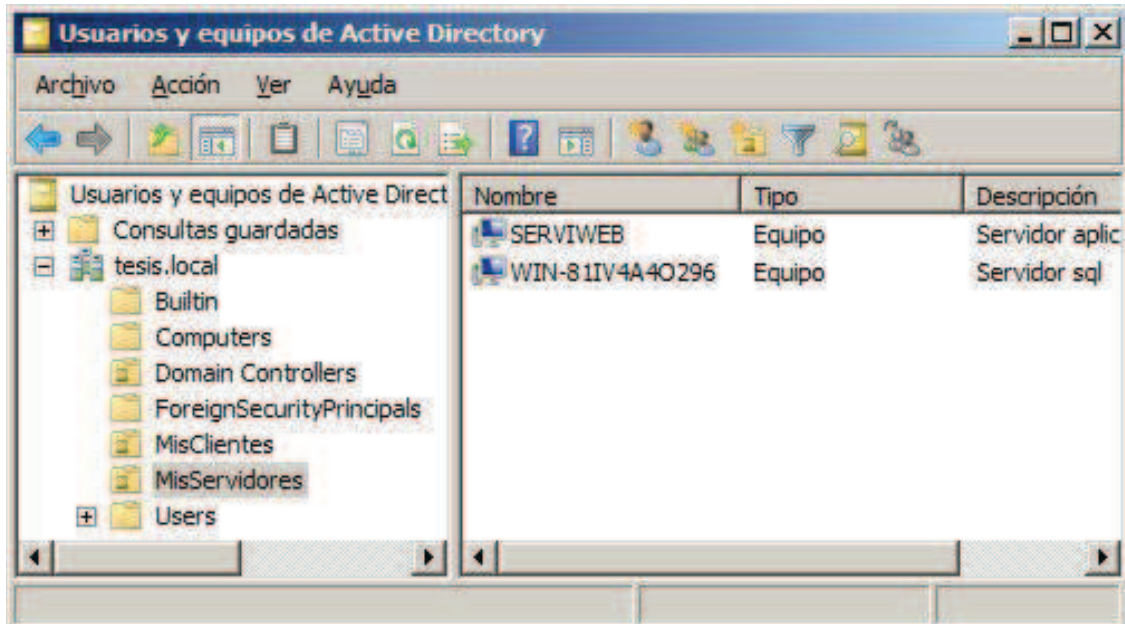 Usuarios y equipos de Active Directory
Archivo Acción Ver Ayuda
Usuarios y equipos de Active Direct
Consultas guardadas
tesis.local
Builtin
Computers
Domain Controllers
ForeignSecurityPrincipals
MisClientes
MisServidores
Users
Nombre Tipo Descripción
SERVIWEB Equipo Servidor aplic
WIN-81IV4A4O296 Equipo Servidor sql